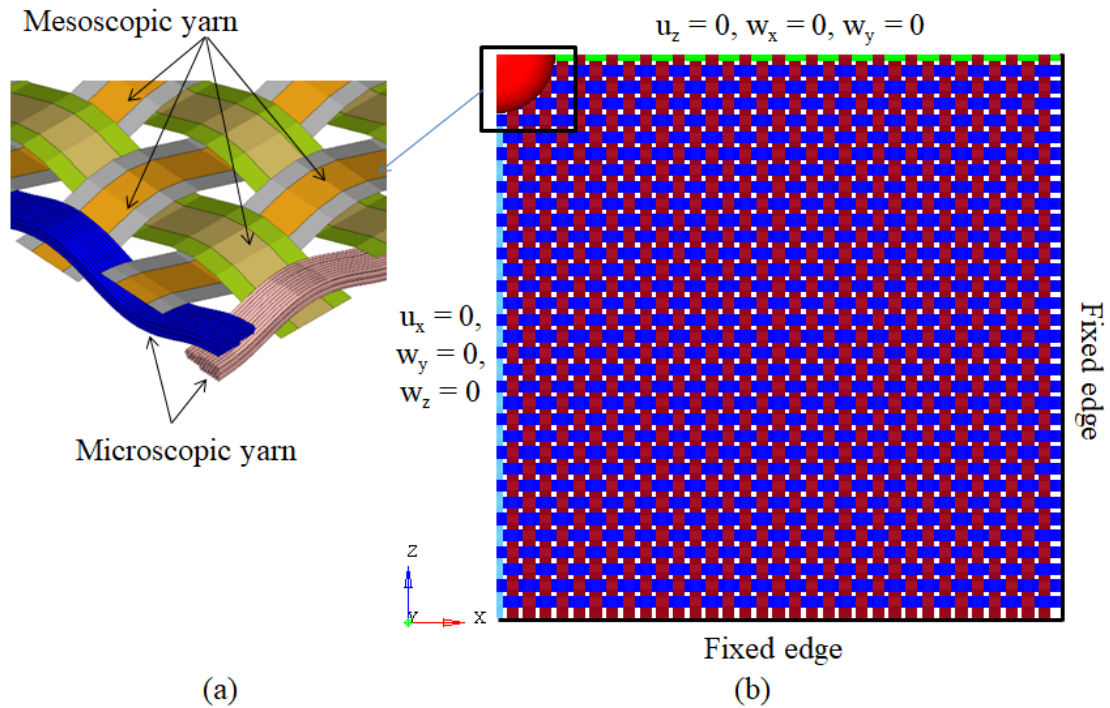 Mesoscopic yarn
Microscopic yarn
(a)
u_z = 0, w_x = 0, w_y = 0
u_x = 0,
w_y = 0,
w_z = 0
Fixed edge
Z
Y
X
Fixed edge
(b)